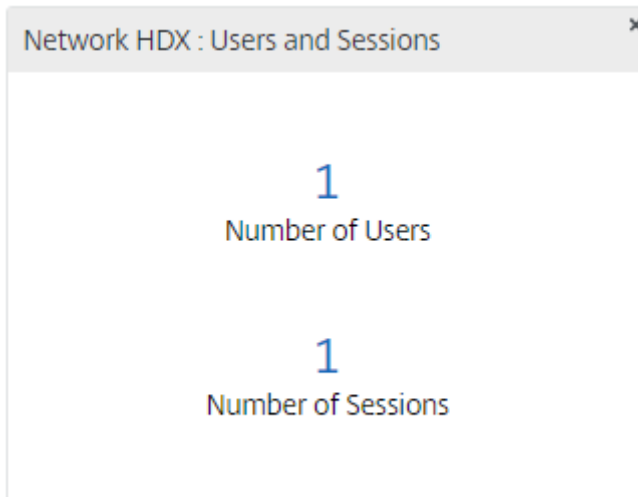 Network HDX : Users and Sessions
1
Number of Users
1
Number of Sessions